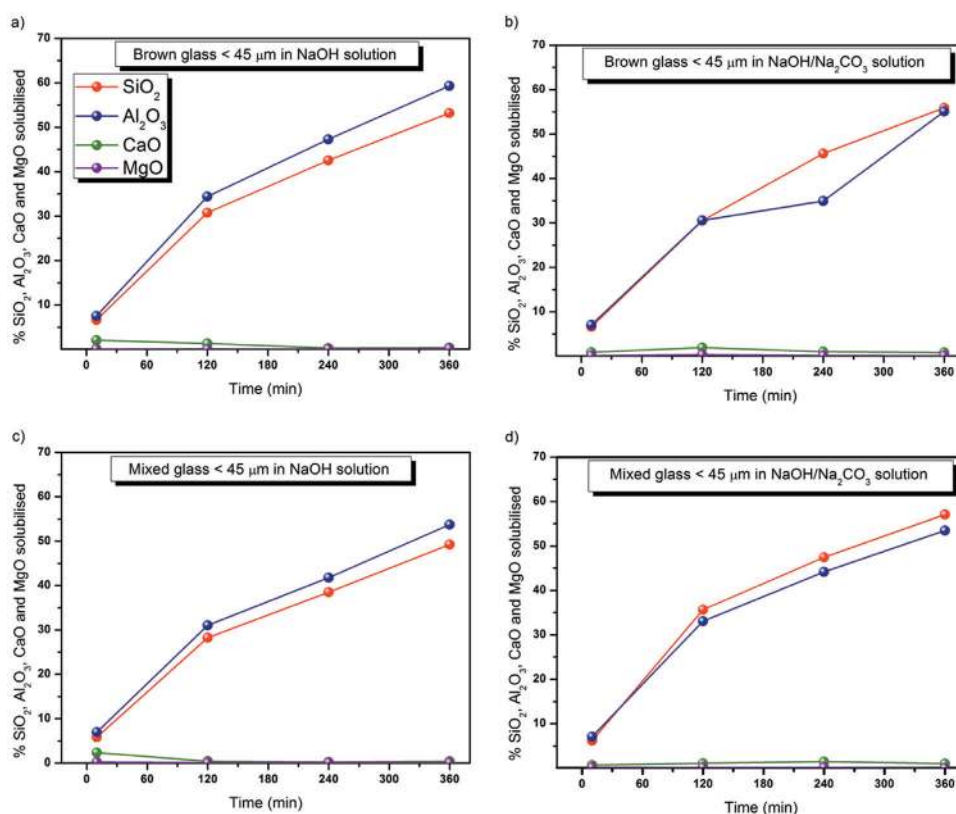 a)
Brown glass < 45 μm in NaOH solution
SiO₂
Al₂O₃
CaO
MgO
% SiO₂, Al₂O₃, CaO and MgO solubilised
70
60
50
40
30
20
10
0
0 60 120 180 240 300 360
Time (min)
b)
Brown glass < 45 μm in NaOH/Na₂CO₃ solution
% SiO₂, Al₂O₃, CaO and MgO solubilised
70
60
50
40
30
20
10
0 60 120 180 240 300 360
Time (min)
c)
Mixed glass < 45 μm in NaOH solution
% SiO₂, Al₂O₃, CaO and MgO solubilised
70
60
50
40
30
20
10
0
0 60 120 180 240 300 360
Time (min)
d)
Mixed glass < 45 μm in NaOH/Na₂CO₃ solution
% SiO₂, Al₂O₃, CaO and MgO solubilised
70
60
50
40
30
20
10
0 60 120 180 240 300 360
Time (min)